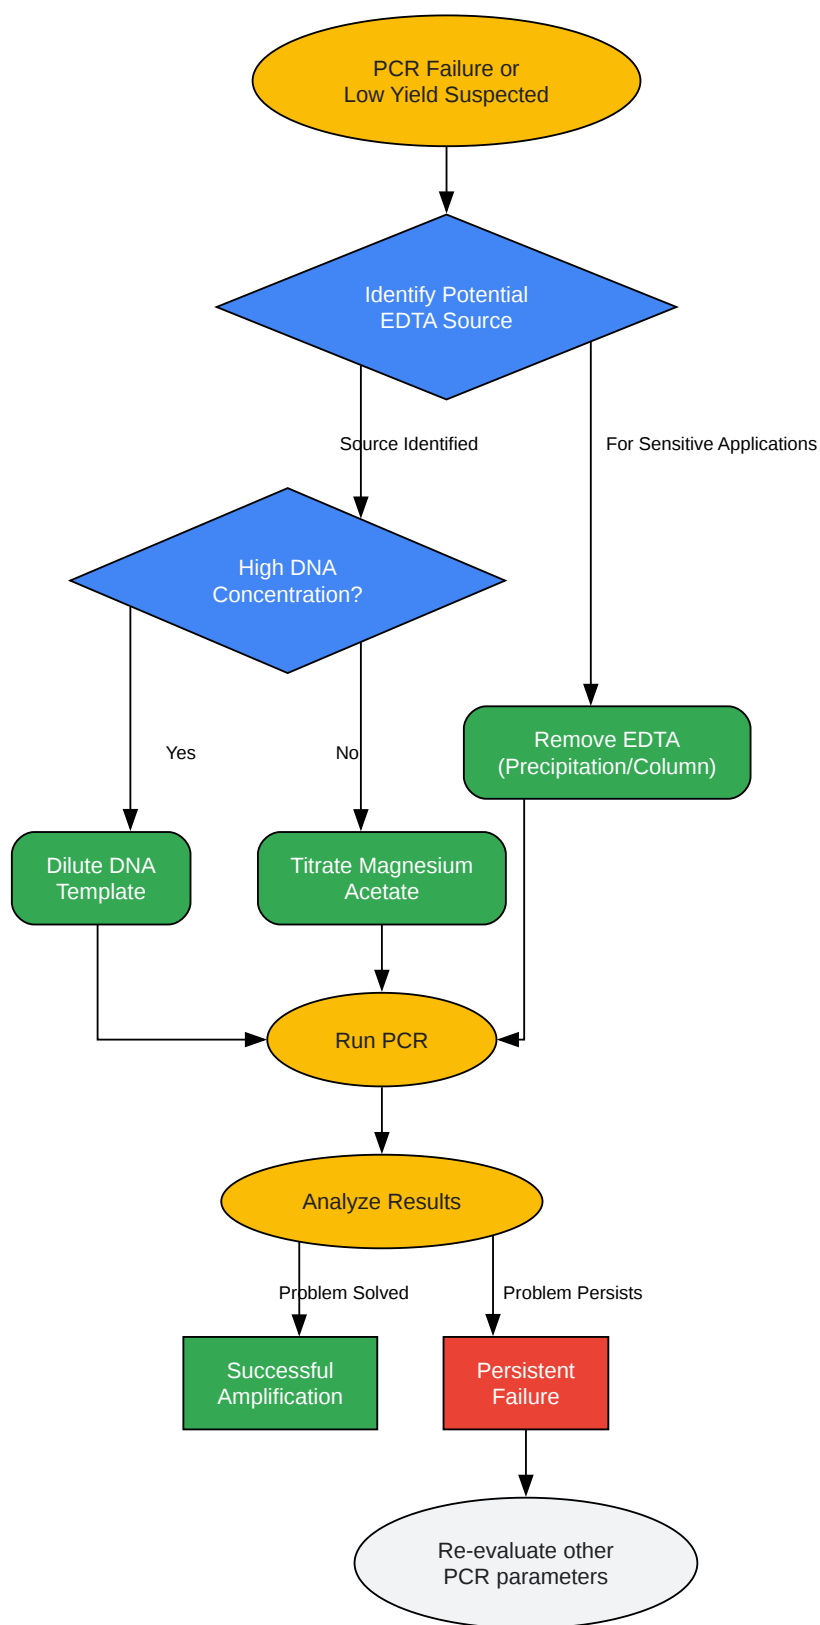 PCR Failure or
Low Yield Suspected
Identify Potential
EDTA Source
Source Identified
For Sensitive Applications
High DNA
Concentration?
Yes
No
Remove EDTA
(Precipitation/Column)
Dilute DNA
Template
Titrate Magnesium
Acetate
Run PCR
Analyze Results
Problem Solved
Problem Persists
Successful
Amplification
Persistent
Failure
Re-evaluate other
PCR parameters